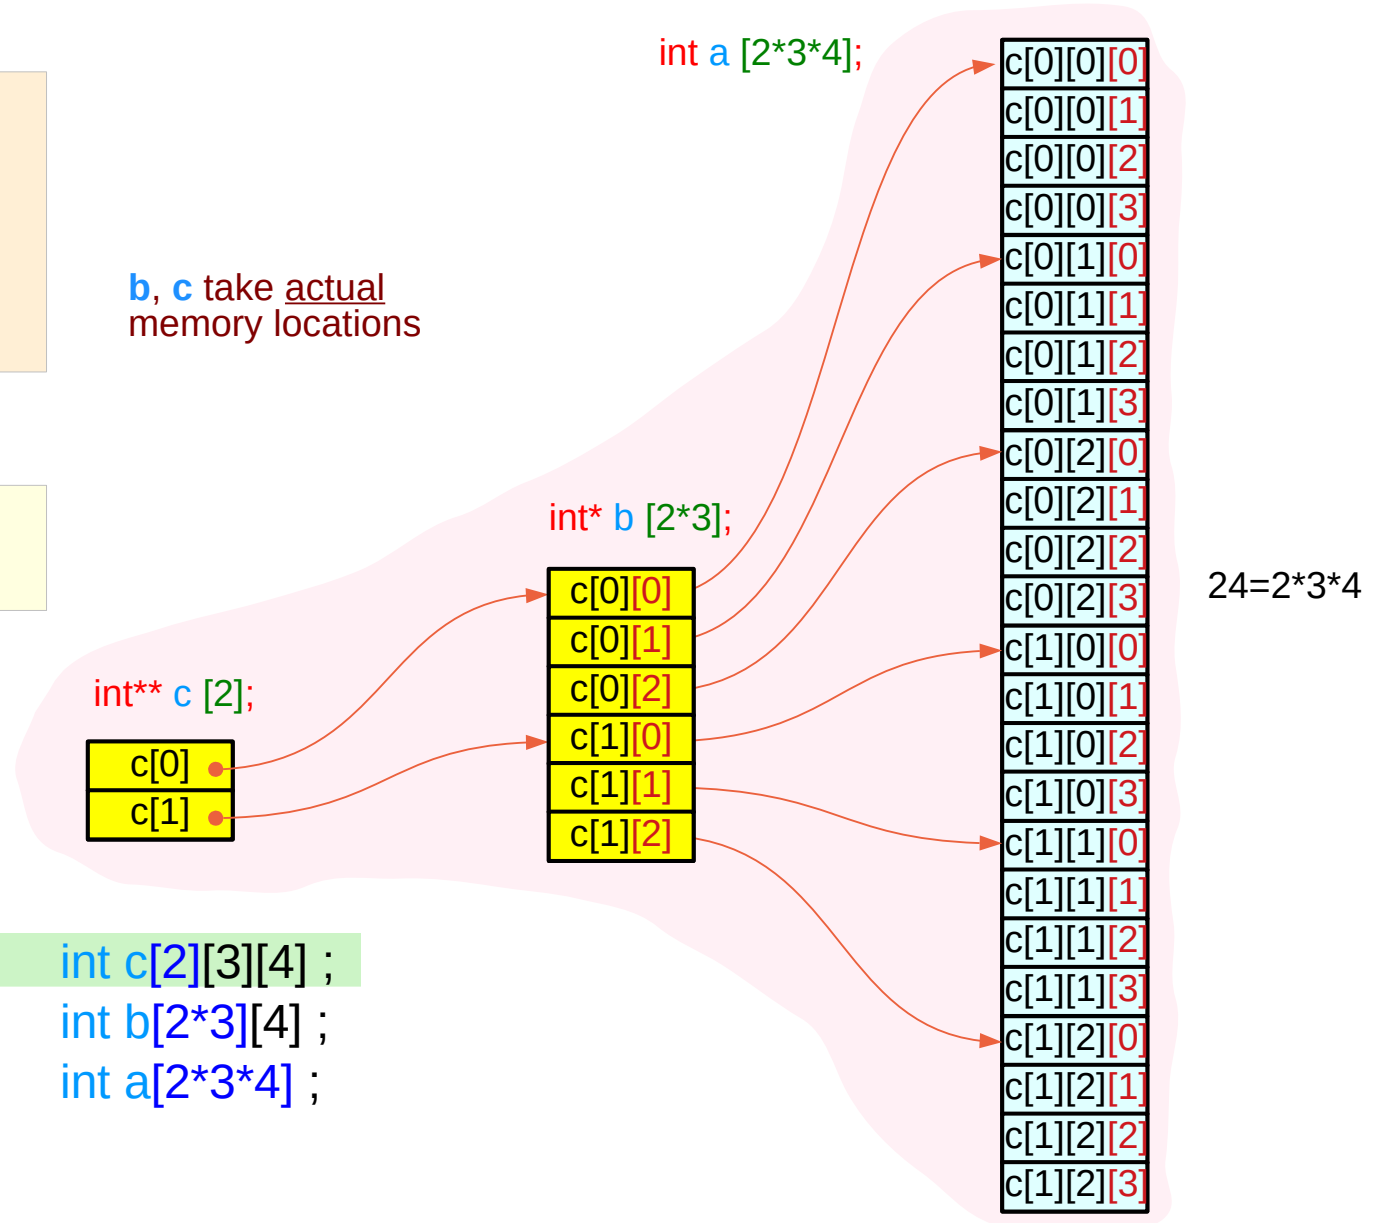 int a [2*3*4];
b, c take actual
memory locations
int** c [2];
c[0]
c[1]
int* b [2*3];
c[0][0]
c[0][1]
c[0][2]
c[1][0]
c[1][1]
c[1][2]
c[0][0][0]
c[0][0][1]
c[0][0][2]
c[0][0][3]
c[0][1][0]
c[0][1][1]
c[0][1][2]
c[0][1][3]
c[0][2][0]
c[0][2][1]
c[0][2][2]
c[0][2][3]
c[1][0][0]
c[1][0][1]
c[1][0][2]
c[1][0][3]
c[1][1][0]
c[1][1][1]
c[1][1][2]
c[1][1][3]
c[1][2][0]
c[1][2][1]
c[1][2][2]
c[1][2][3]
24=2*3*4
int c[2][3][4] ;
int b[2*3][4] ;
int a[2*3*4] ;